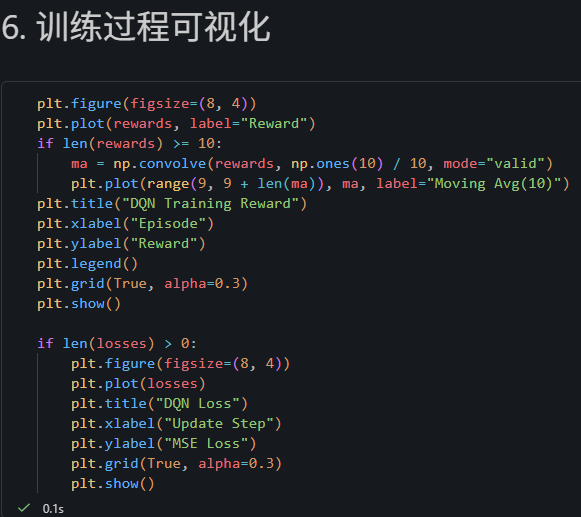 6. 训练过程可视化
plt.figure(figsize=(8, 4))
plt.plot(rewards, label="Reward")
if len(rewards) >= 10:
    ma = np.convolve(rewards, np.ones(10) / 10, mode="valid")
    plt.plot(range(9, 9 + len(ma)), ma, label="Moving Avg(10)")
plt.title("DQN Training Reward")
plt.xlabel("Episode")
plt.ylabel("Reward")
plt.legend()
plt.grid(True, alpha=0.3)
plt.show()
if len(losses) > 0:
    plt.figure(figsize=(8, 4))
    plt.plot(losses)
    plt.title("DQN Loss")
    plt.xlabel("Update Step")
    plt.ylabel("MSE Loss")
    plt.grid(True, alpha=0.3)
    plt.show()
0.1s